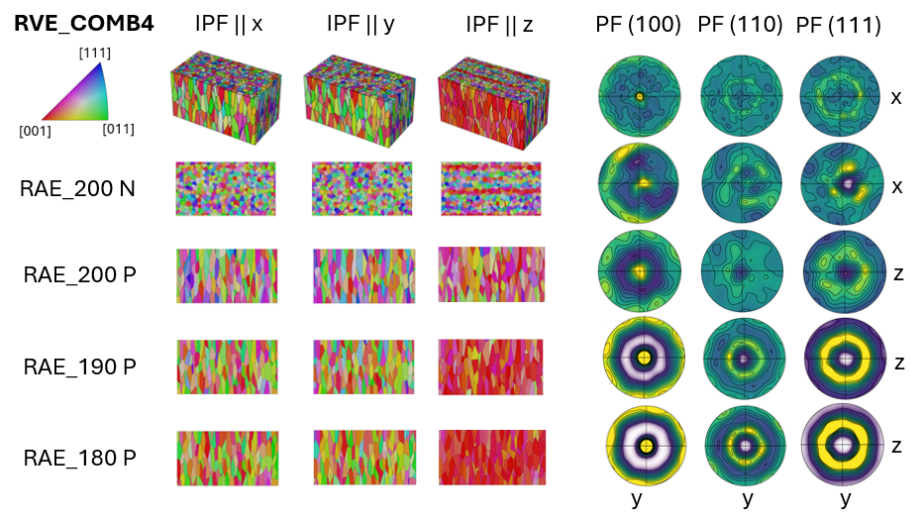 RVE_COMB4 IPF || x IPF || y IPF || z PF (100) PF (110) PF (111)
[111]
[001] [011]
x
RAE_200 N x
RAE_200 P z
RAE_190 P z
RAE_180 P z
y y y